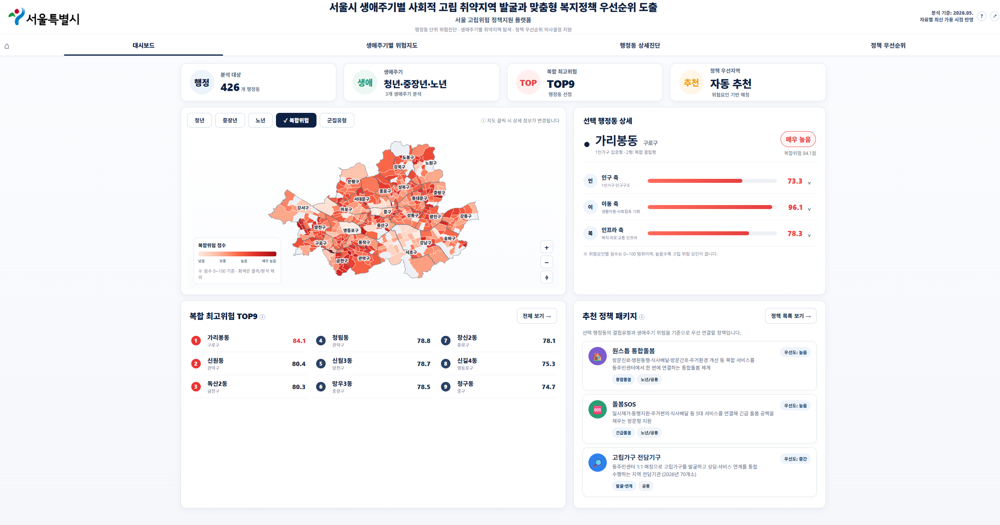 서울특별시
서울시 생애주기별 사회적 고립 취약지역 발굴과 맞춤형 복지정책 우선순위 도출
서울 고립위험 정책지원 플랫폼
행정동 단위 위험진단 · 생애주기별 취약지역 탐색 · 정책 우선순위 의사결정 지원
분석 기준: 2026.05.
자료별 최신 가용 시점 반영
?
↗
⌂
대시보드
생애주기별 위험지도
행정동 상세진단
정책 우선순위
행정
분석 대상
426 개 행정동
생애
생애주기
청년·중장년·노년
3개 생애주기 분석
TOP
복합 최고위험
TOP9
행정동 선정
추천
정책 우선지역
자동 추천
위험요인 기반 매칭
청년
중장년
노년
✓ 복합위험
군집유형
ⓘ 지도 클릭 시 상세 정보가 변경됩니다
도봉구
노원구
강북구
은평구
성북구
종로구
중랑구
서대문구
동대문구
강서구
마포구
중구
성동구
광진구
강동구
양천구
영등포구
용산구
송파구
구로구
동작구
강남구
서초구
금천구
관악구
복합위험 점수
낮음
보통
높음
매우 높음
※ 점수 0~100 기준 · 회색은 결측/분석 제
외
+
−
⌖
선택 행정동 상세
가리봉동 구로구
1인가구 집중형 · 2형: 복합 결핍형
매우 높음
복합위험 84.1점
인
인구 축
1인가구·인구구조
73.3 v
이
이동 축
생활이동·사회접촉 기회
96.1 v
복
인프라 축
복지·의료·교통 인프라
78.3 v
※ 위험요인별 점수는 0~100 범위이며, 높을수록 고립 위험 요인이 큽니다.
복합 최고위험 TOP9 ⓘ
전체 보기 →
1
가리봉동
구로구
84.1
2
신원동
관악구
80.4
3
독산2동
금천구
80.3
4
청림동
관악구
78.8
5
신월3동
양천구
78.7
6
망우3동
중랑구
78.5
7
창신2동
종로구
78.1
8
신길4동
영등포구
75.3
9
청구동
중구
74.7
추천 정책 패키지 ⓘ
정책 목록 보기 →
선택 행정동의 결핍유형과 생애주기 위험을 기준으로 우선 연결할 정책입니다.
원스톱 통합돌봄
우선도: 높음
방문진료·병원동행·식사배달·방문간호·주거환경 개선 등 복합 서비스를
동주민센터에서 한 번에 연결하는 통합돌봄 체계
통합돌봄
노년/공통
SOS
돌봄SOS
우선도: 높음
일시재가·동행지원·주거편의·식사배달 등 5대 서비스를 연결해 긴급 돌봄 공백을
채우는 방문형 지원
긴급돌봄
노년/공통
고립가구 전담기구
우선도: 중간
동주민센터 1:1 매칭으로 고립가구를 발굴하고 상담·서비스 연계를 통합
수행하는 지역 전담기관 (2026년 70개소)
발굴·연계
공통